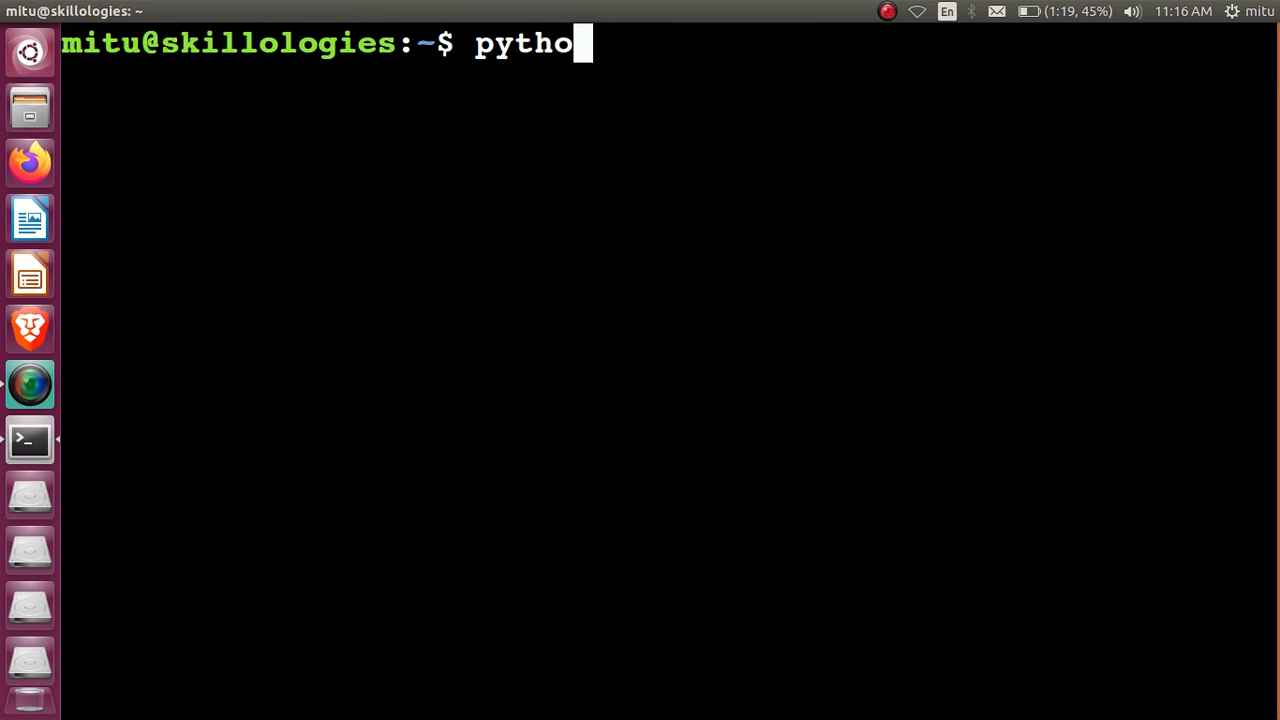 mitu@skillologies: ~
En
(1:19, 45%)
11:16 AM
mitu
mitu@skillologies:~$ pytho
>_